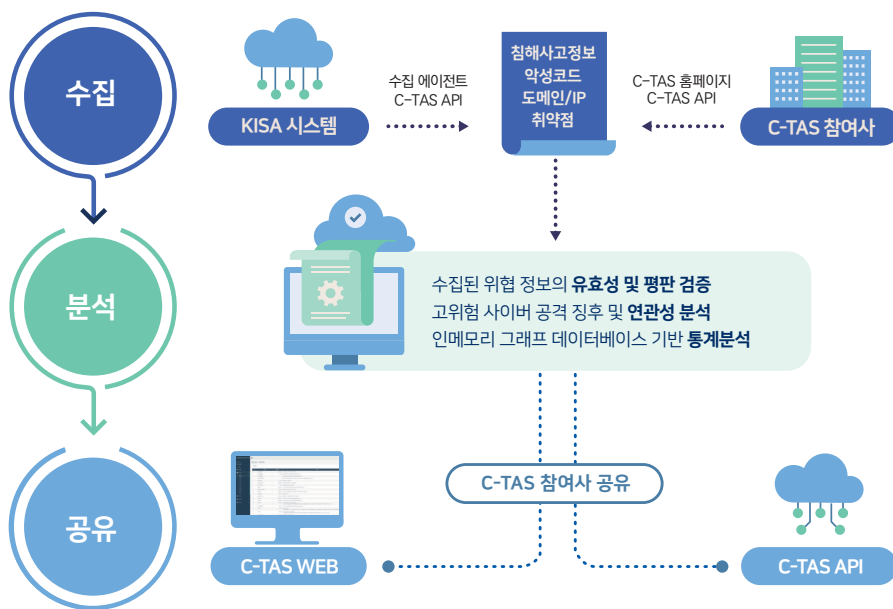 수집
KISA 시스템
수집 에이전트
C-TAS API
침해사고정보
악성코드
도메인/IP
취약점
C-TAS 홈페이지
C-TAS API
C-TAS 참여사
분석
수집된 위협 정보의 유효성 및 평판 검증
고위험 사이버 공격 징후 및 연관성 분석
인메모리 그래프 데이터베이스 기반 통계분석
공유
C-TAS 참여사 공유
C-TAS WEB
C-TAS API